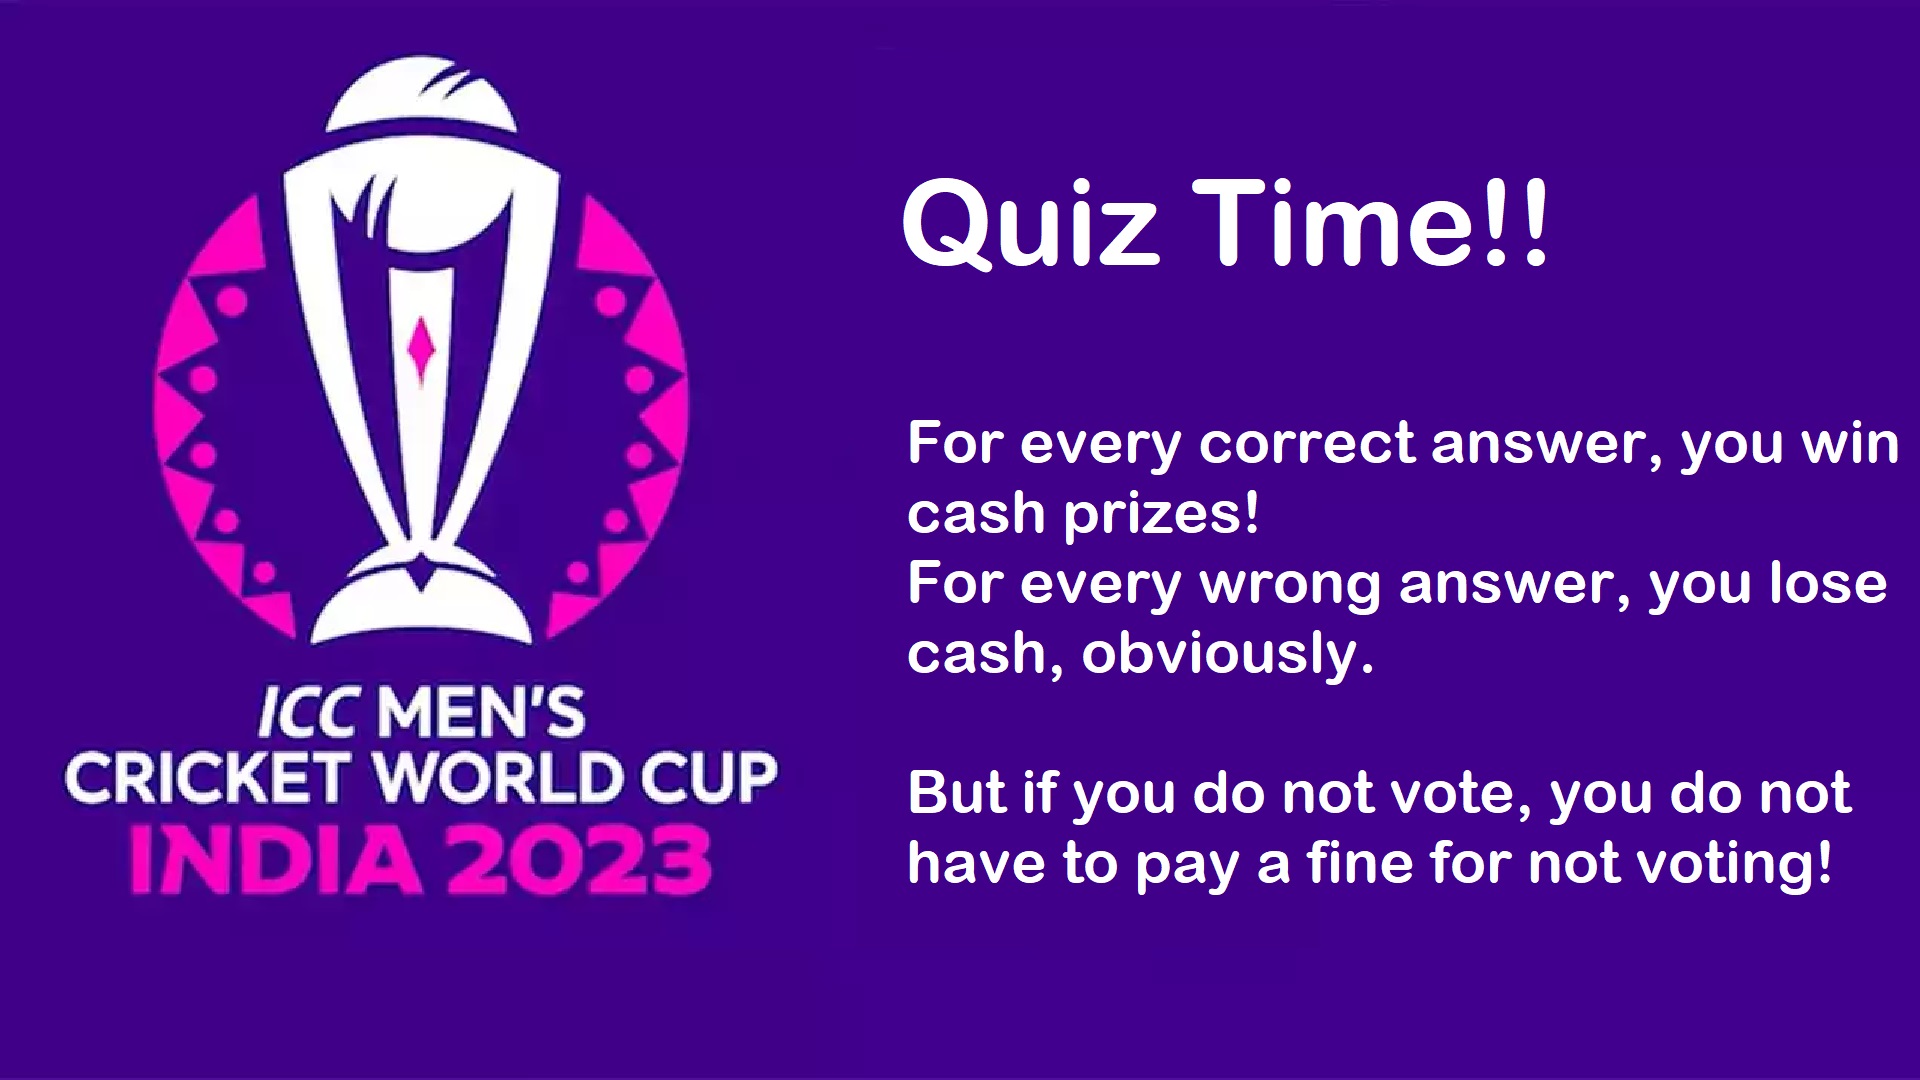 ICC MEN'S
CRICKET WORLD CUP
INDIA 2023
Quiz Time!!
For every correct answer, you win
cash prizes!
For every wrong answer, you lose
cash, obviously.
But if you do not vote, you do not
have to pay a fine for not voting!